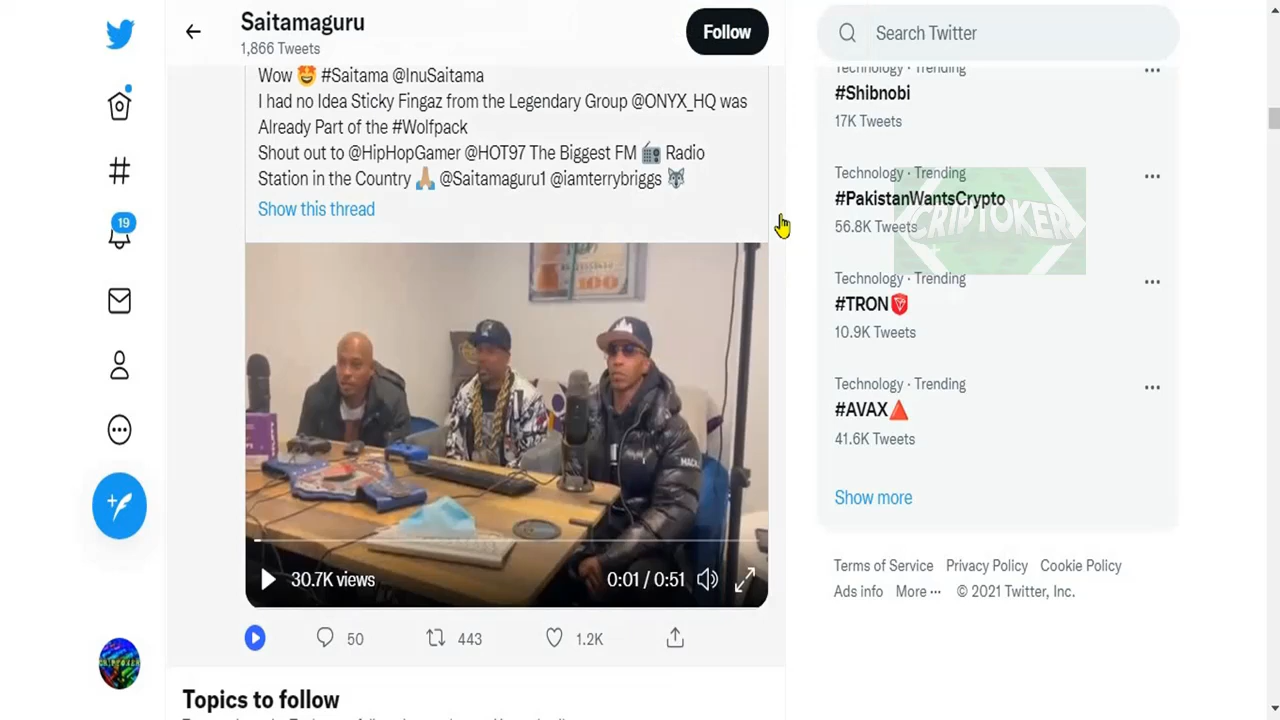 Saitamaguru
1,866 Tweets
Follow
Wow 🤩 #Saitama @InuSaitama
I had no Idea Sticky Fingaz from the Legendary Group @ONYX_HQ was
Already Part of the #Wolfpack
Shout out to @HipHopGamer @HOT97 The Biggest FM 📻 Radio
Station in the Country 🙏🏽 @Saitamaguru1 @iamterrybriggs 🐺
Show this thread
100
30.7K views
0:01 / 0:51
50
443
1.2K
Topics to follow
19
CRIPTOKER
Search Twitter
Technology · Trending
#Shibnobi
17K Tweets
Technology · Trending
#PakistanWantsCrypto
56.8K Tweets
CRIPTOKER
Technology · Trending
#TRON
10.9K Tweets
Technology · Trending
#AVAX🔺
41.6K Tweets
Show more
Terms of Service Privacy Policy Cookie Policy
Ads info More ··· © 2021 Twitter, Inc.